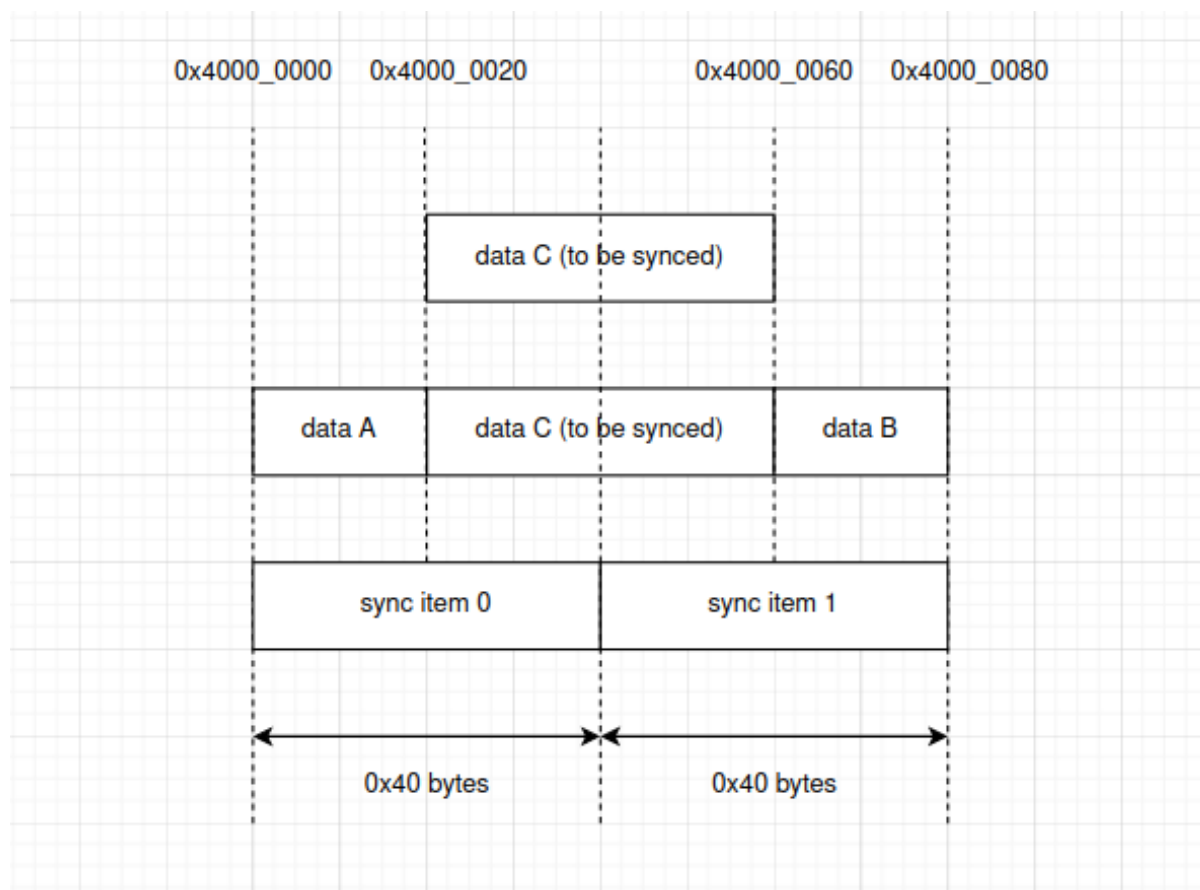 0x4000_0000 0x4000_0020 0x4000_0060 0x4000_0080
data C (to be synced)
data A data C (to be synced) data B
sync item 0 sync item 1
0x40 bytes 0x40 bytes